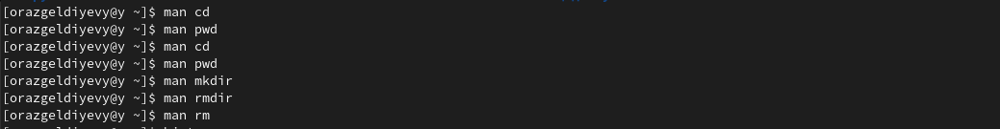 [orazgeldiyevy@y ~]$ man cd
[orazgeldiyevy@y ~]$ man pwd
[orazgeldiyevy@y ~]$ man cd
[orazgeldiyevy@y ~]$ man pwd
[orazgeldiyevy@y ~]$ man mkdir
[orazgeldiyevy@y ~]$ man rmdir
[orazgeldiyevy@y ~]$ man rm